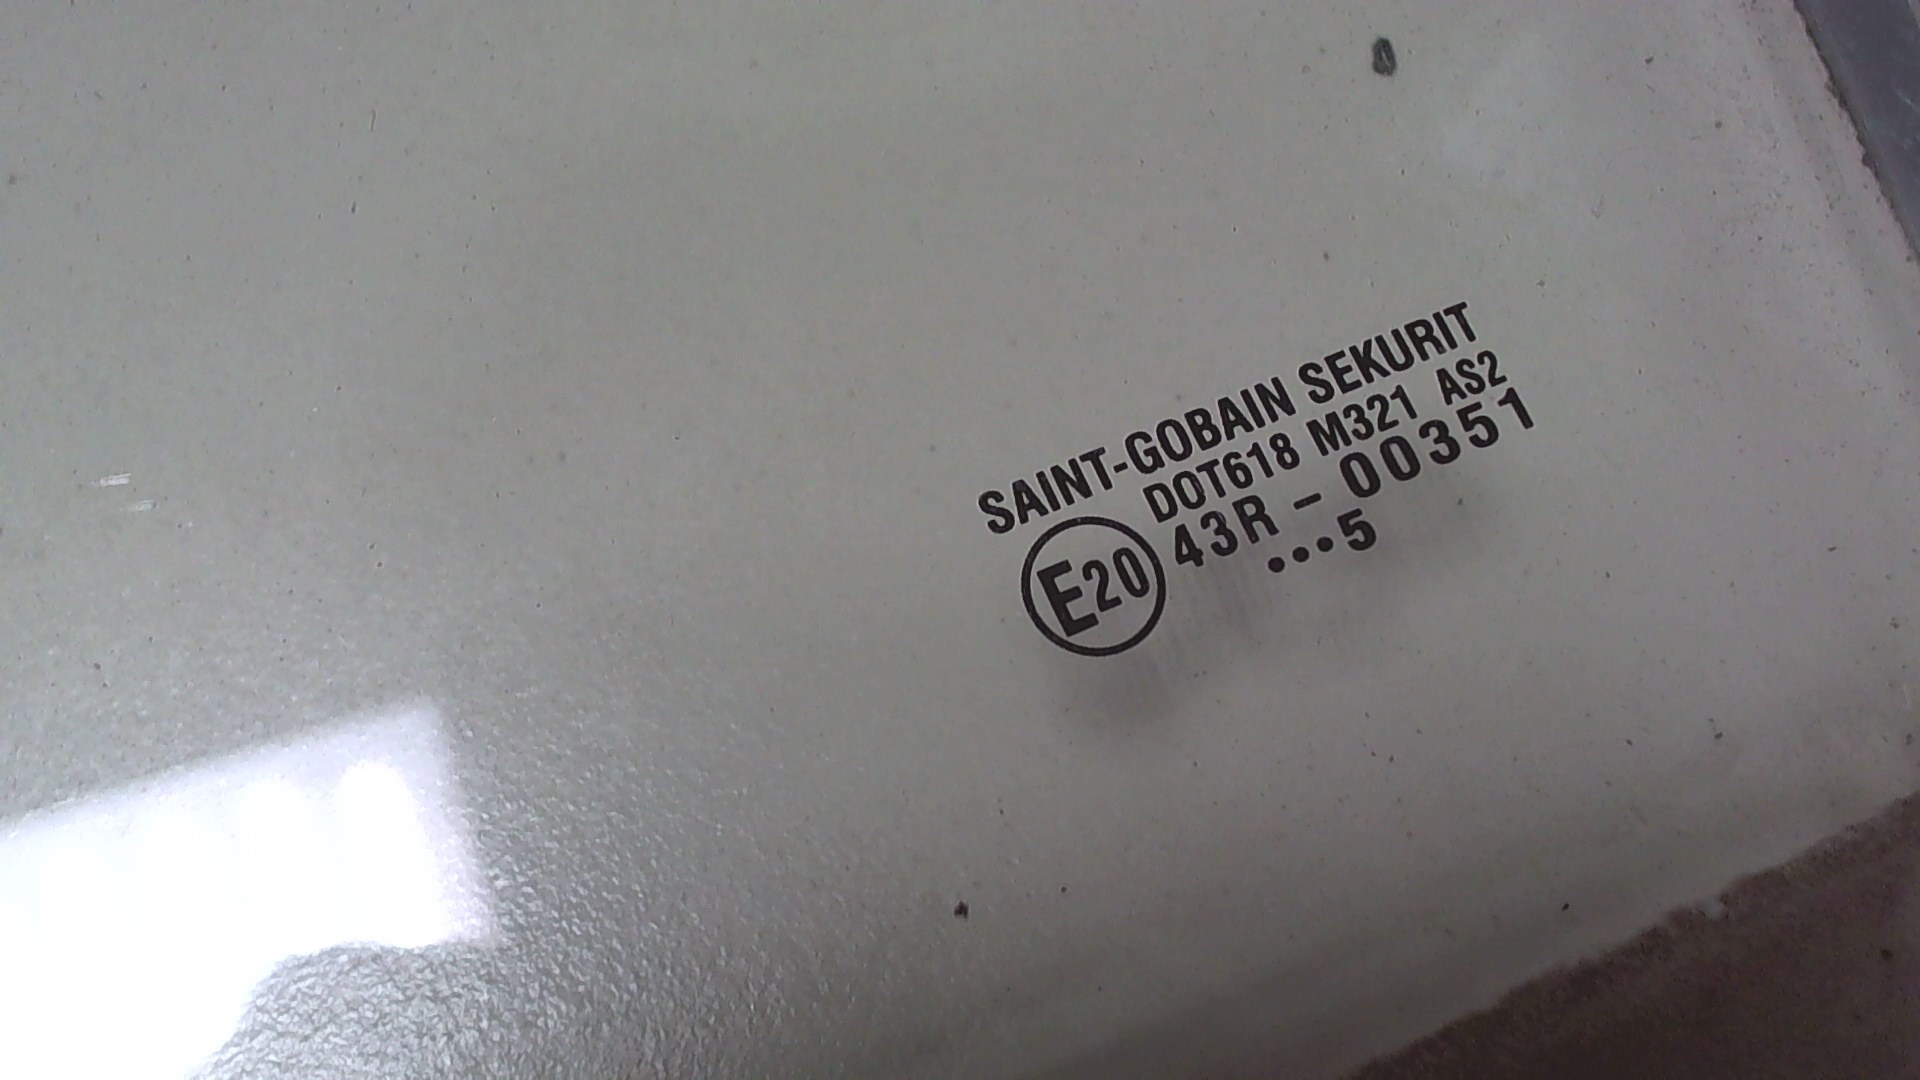 SAINT-GOBAIN SEKURIT
DOT618 M321 AS2
E20 43R - 00351
•••5